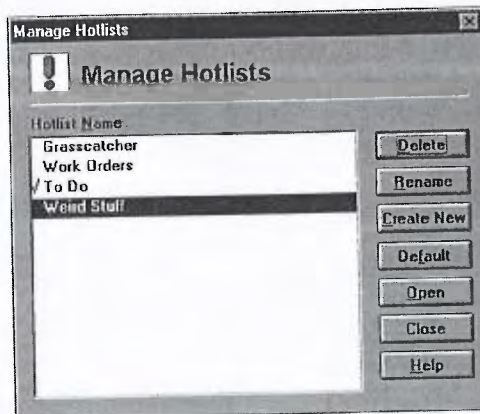 Manage Hotlists
Manage Hotlists
Hotlist Name
Grasscatcher
Work Orders
√ To Do
Weird Stuff
Delete
Rename
Create New
Default
Open
Close
Help